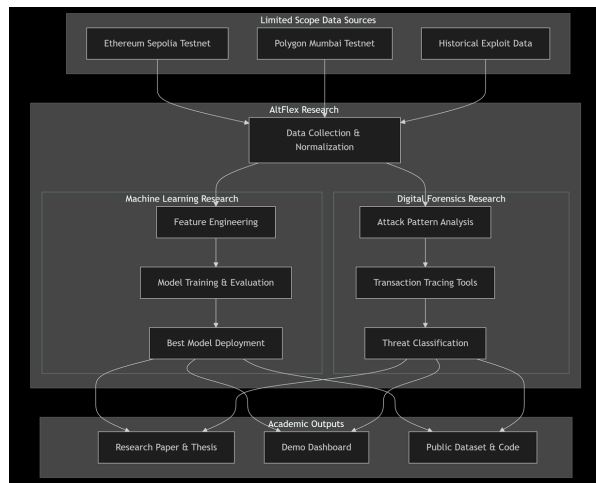 Limited Scope Data Sources
Ethereum Sepolia Testnet
Polygon Mumbai Testnet
Historical Exploit Data
AltFlex Research
Data Collection &
Normalization
Machine Learning Research
Digital Forensics Research
Feature Engineering
Attack Pattern Analysis
Model Training & Evaluation
Transaction Tracing Tools
Best Model Deployment
Threat Classification
Academic Outputs
Research Paper & Thesis
Demo Dashboard
Public Dataset & Code